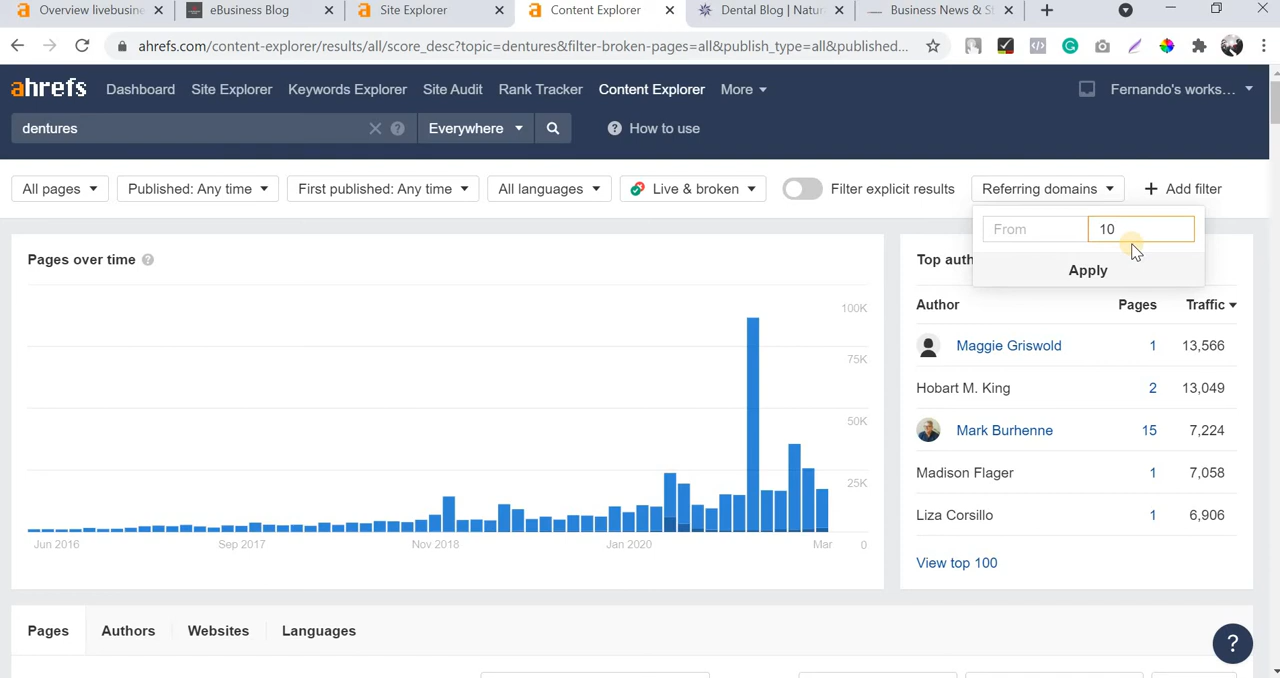 Overview livebusine
eBusiness Blog
Site Explorer
Content Explorer
Dental Blog | Natur
Business News & St
ahrefs.com/content-explorer/results/all/score_desc?topic=dentures&filter-broken-pages=all&publish_type=all&published...
ahrefs Dashboard Site Explorer Keywords Explorer Site Audit Rank Tracker Content Explorer More Fernando's works...
dentures Everywhere How to use
All pages Published: Any time First published: Any time All languages Live & broken Filter explicit results Referring domains + Add filter
From 10
Apply
Pages over time
100K
75K
50K
25K
0
Jun 2016 Sep 2017 Nov 2018 Jan 2020 Mar
Top auth
Author Pages Traffic
Maggie Griswold 1 13,566
Hobart M. King 2 13,049
Mark Burhenne 15 7,224
Madison Flager 1 7,058
Liza Corsillo 1 6,906
View top 100
Pages Authors Websites Languages
?